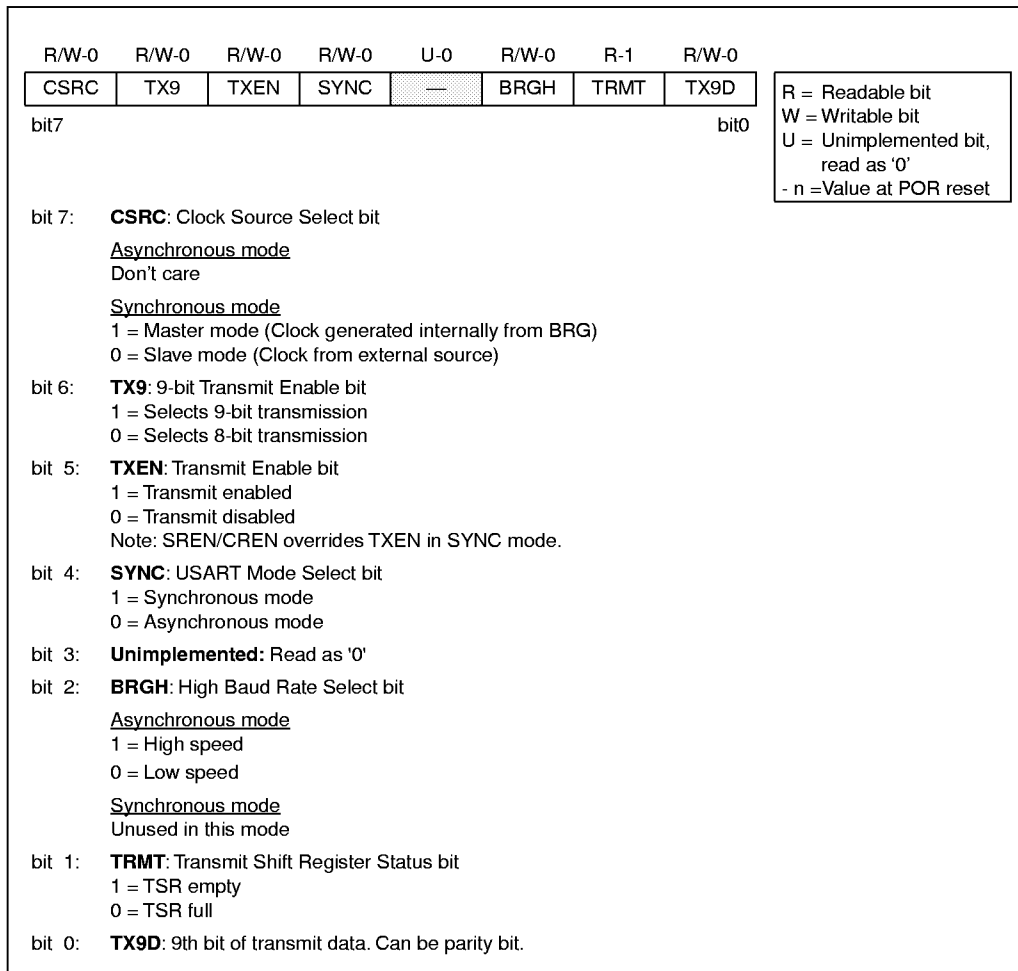 R/W-0 R/W-0 R/W-0 R/W-0 U-0 R/W-0 R-1 R/W-0
CSRC TX9 TXEN SYNC — BRGH TRMT TX9D
bit7 bit0
R = Readable bit
W = Writable bit
U = Unimplemented bit,
read as ‘0’
- n =Value at POR reset
bit 7: CSRC: Clock Source Select bit
Asynchronous mode
Don’t care
Synchronous mode
1 = Master mode (Clock generated internally from BRG)
0 = Slave mode (Clock from external source)
bit 6: TX9: 9-bit Transmit Enable bit
1 = Selects 9-bit transmission
0 = Selects 8-bit transmission
bit 5: TXEN: Transmit Enable bit
1 = Transmit enabled
0 = Transmit disabled
Note: SREN/CREN overrides TXEN in SYNC mode.
bit 4: SYNC: USART Mode Select bit
1 = Synchronous mode
0 = Asynchronous mode
bit 3: Unimplemented: Read as '0'
bit 2: BRGH: High Baud Rate Select bit
Asynchronous mode
1 = High speed
0 = Low speed
Synchronous mode
Unused in this mode
bit 1: TRMT: Transmit Shift Register Status bit
1 = TSR empty
0 = TSR full
bit 0: TX9D: 9th bit of transmit data. Can be parity bit.